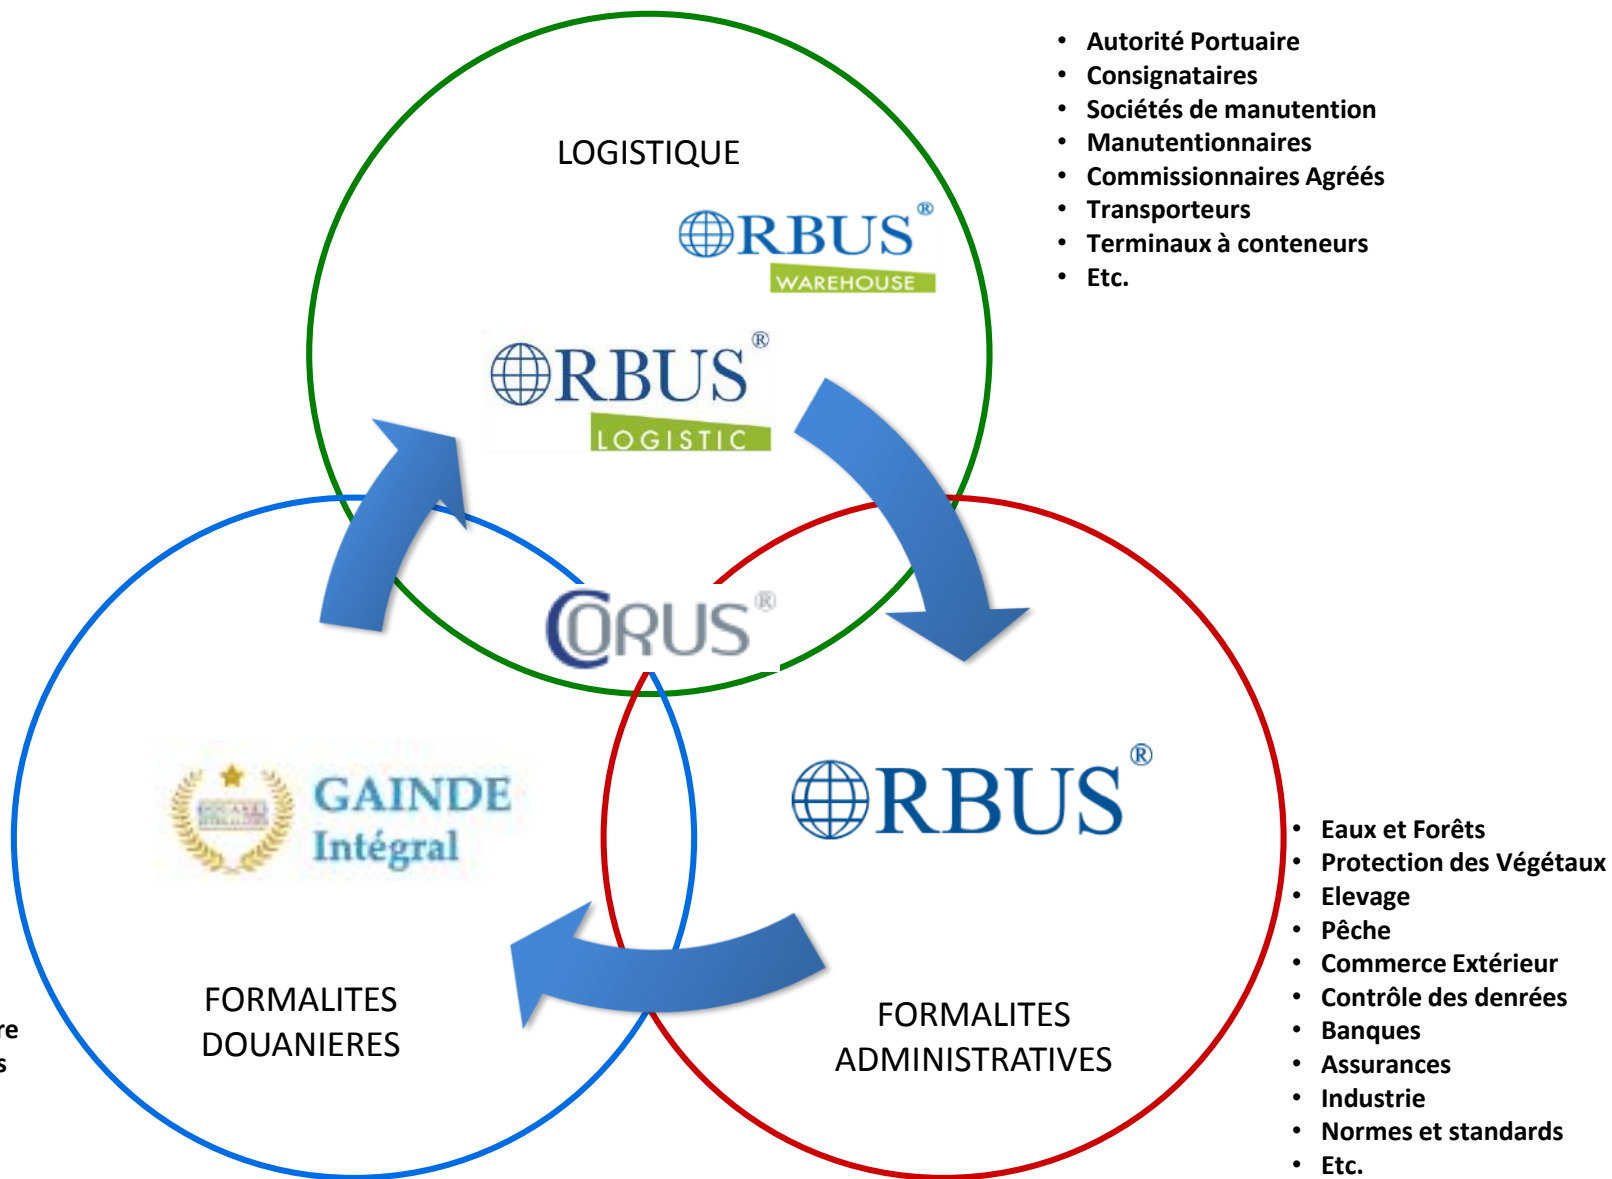 • Autorité Portuaire
• Consignataires
• Sociétés de manutention
• Manutentionnaires
• Commissionnaires Agréés
• Transporteurs
• Terminaux à conteneurs
• Etc.
LOGISTIQUE
ORBUS®
WAREHOUSE
ORBUS®
LOGISTIC
CORUS®
GAINDE
Intégral
ORBUS®
FORMALITES
DOUANIERES
FORMALITES
ADMINISTRATIVES
• Eaux et Forêts
• Protection des Végétaux
• Elevage
• Pêche
• Commerce Extérieur
• Contrôle des denrées
• Banques
• Assurances
• Industrie
• Normes et standards
• Etc.